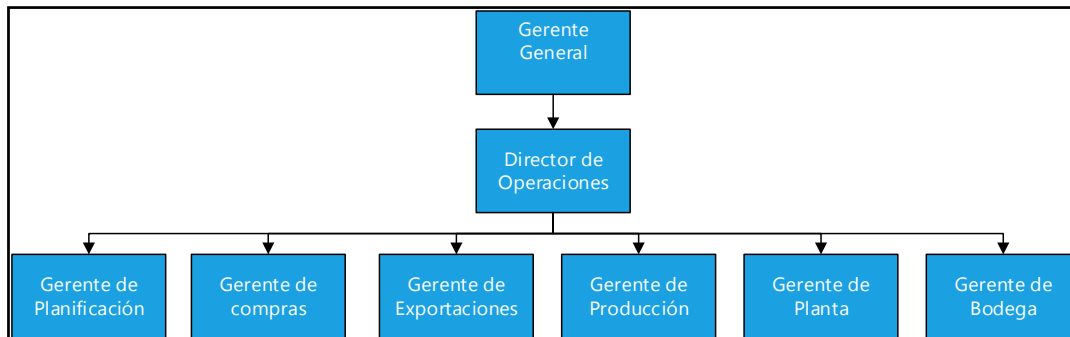 Gerente
General
Director de
Operaciones
Gerente de
Planificación
Gerente de
compras
Gerente de
Exportaciones
Gerente de
Producción
Gerente de
Planta
Gerente de
Bodega